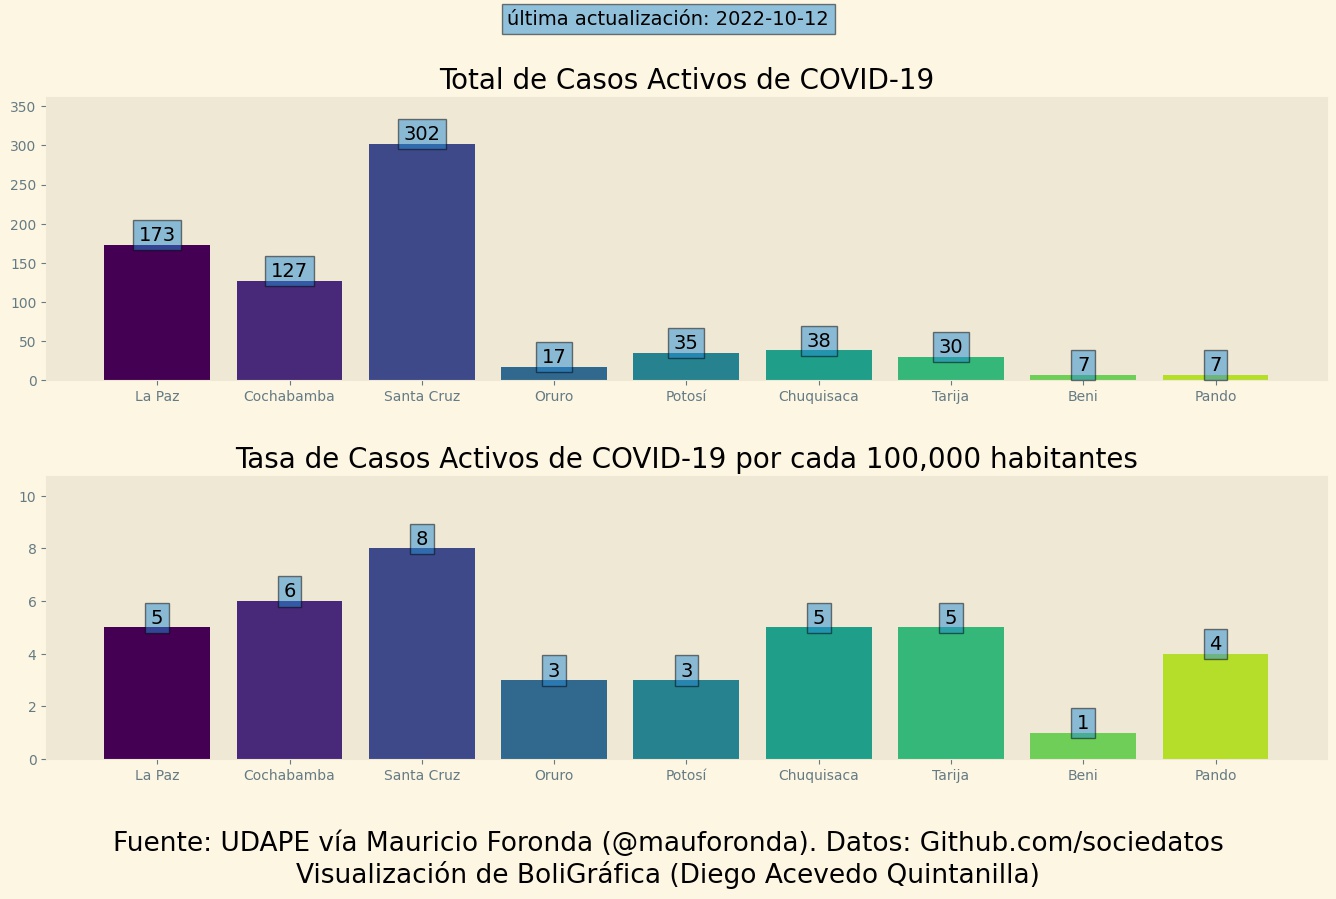 última actualización: 2022-10-12
Total de Casos Activos de COVID-19
350
300
250
200
150
100
50
0
173
127
302
17
35
38
30
7
7
La Paz
Cochabamba
Santa Cruz
Oruro
Potosí
Chuquisaca
Tarija
Beni
Pando
Tasa de Casos Activos de COVID-19 por cada 100,000 habitantes
10
8
6
4
2
0
5
6
8
3
3
5
5
1
4
La Paz
Cochabamba
Santa Cruz
Oruro
Potosí
Chuquisaca
Tarija
Beni
Pando
Fuente: UDAPE vía Mauricio Foronda (@mauforonda). Datos: Github.com/sociedatos
Visualización de BoliGráfica (Diego Acevedo Quintanilla)